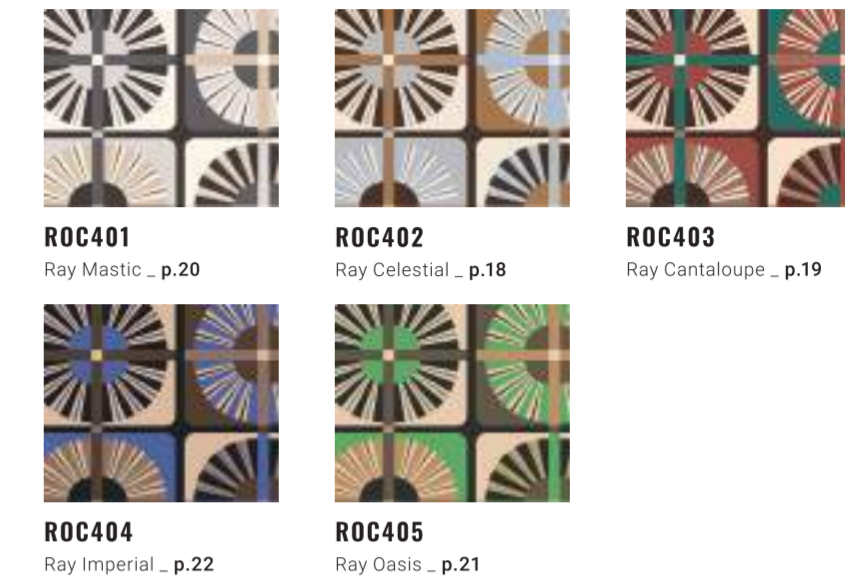 ROC401
Ray Mastic _ p.20
ROC402
Ray Celestial _ p.18
ROC403
Ray Cantaloupe _ p.19
ROC404
Ray Imperial _ p.22
ROC405
Ray Oasis _ p.21